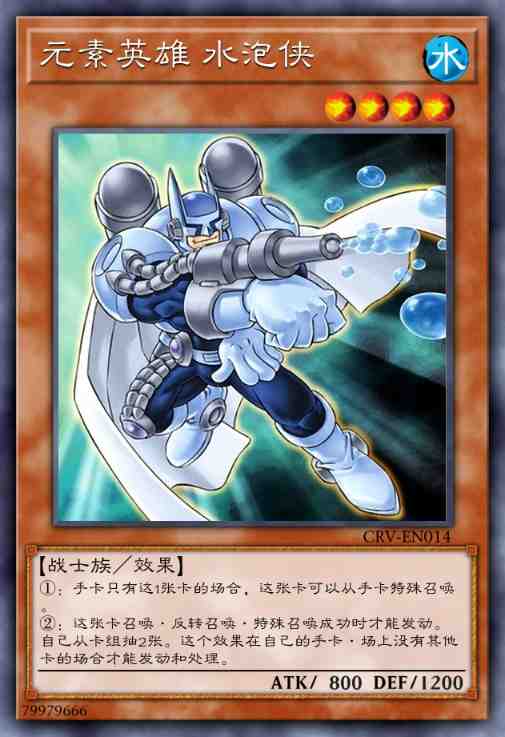 元素英雄 水泡侠
水
CRV-EN014
【战士族／效果】
①：手卡只有这1张卡的场合，这张卡可以从手卡特殊召唤
。
②：这张卡召唤·反转召唤·特殊召唤成功时才能发动。
自己从卡组抽2张。这个效果在自己的手卡·场上没有其他
卡的场合才能发动和处理。
ATK/ 800 DEF/1200
79979666